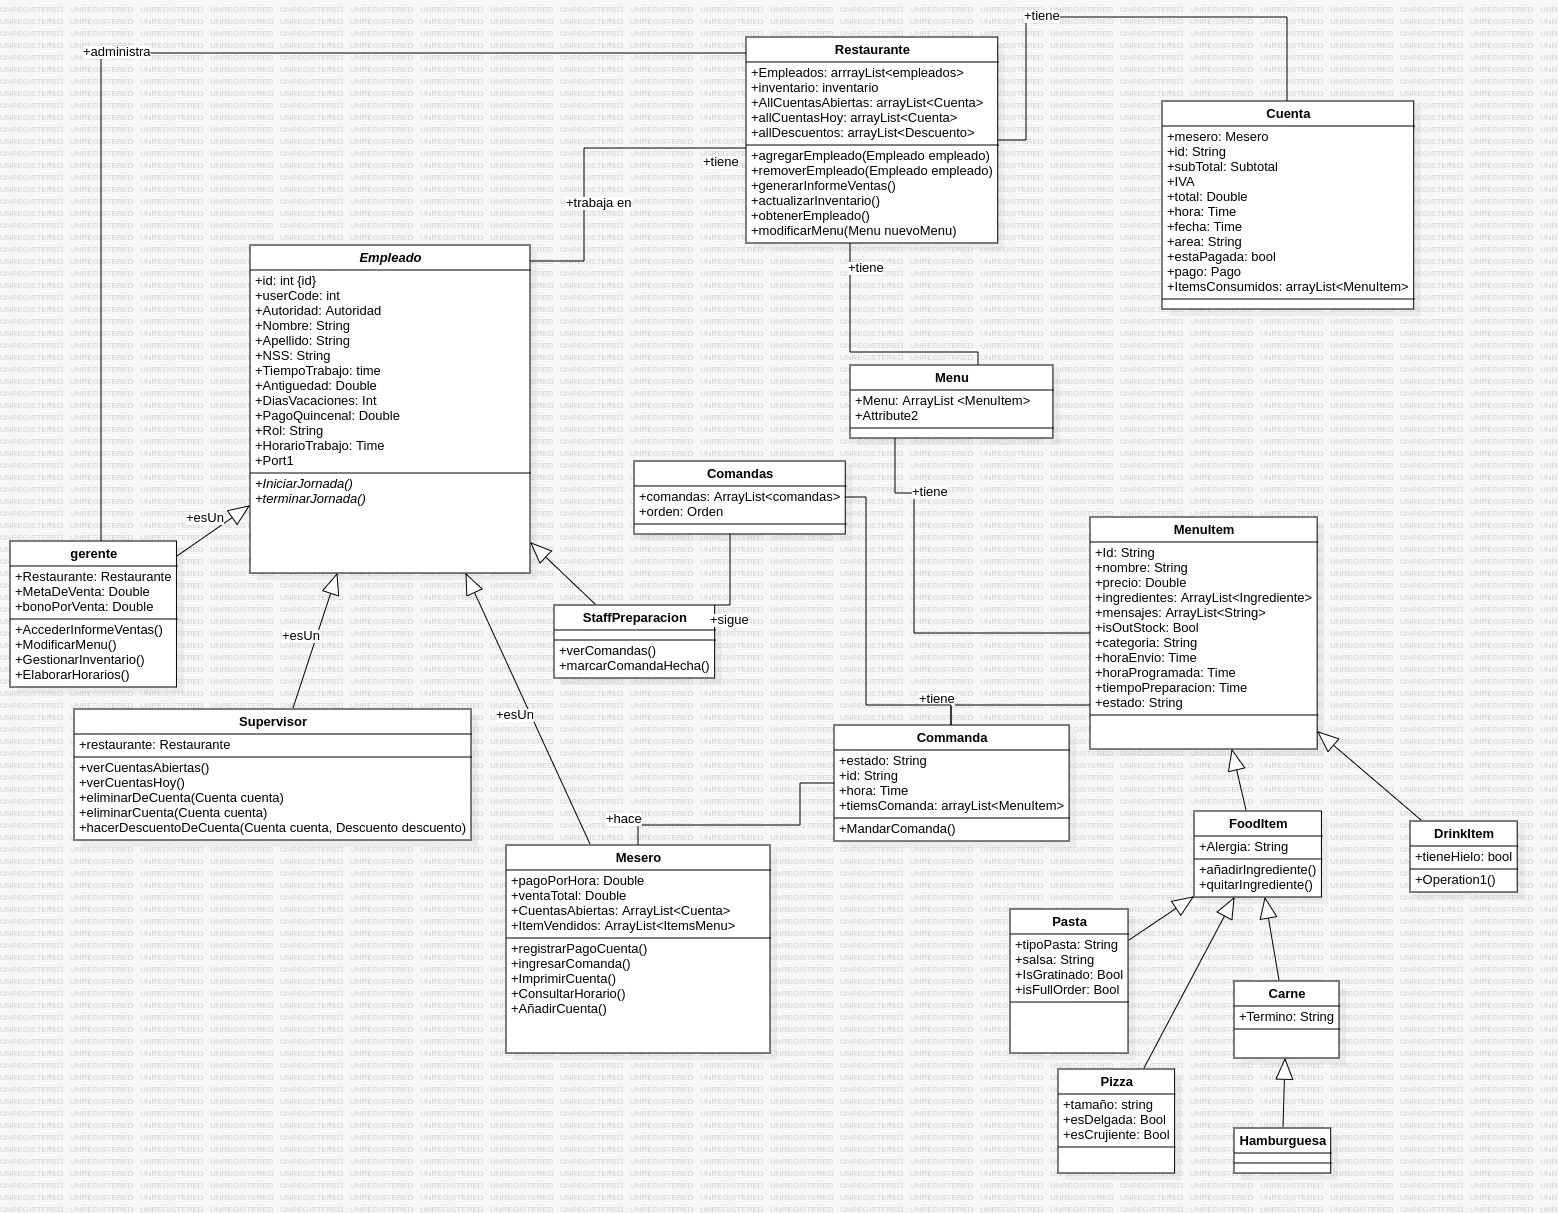 +administra
Restaurante
+Empleados: arrrayList<empleados>
+inventario: inventario
+AllCuentasAbiertas: arrayList<Cuenta>
+allCuentasHoy: arrayList<Cuenta>
+allDescuentos: arrayList<Descuento>
+agregarEmpleado(Empleado empleado)
+removerEmpleado(Empleado empleado)
+generarInformeVentas()
+actualizarInventario()
+obtenerEmpleado()
+modificarMenu(Menu nuevoMenu)
+tiene
Cuenta
+mesero: Mesero
+id: String
+subTotal: Subtotal
+IVA
+total: Double
+hora: Time
+fecha: Time
+area: String
+estaPagada: bool
+pago: Pago
+ItemsConsumidos: arrayList<MenuItem>
+tiene
+trabaja en
+tiene
Empleado
+id: int {id}
+userCode: int
+Autoridad: Autoridad
+Nombre: String
+Apellido: String
+NSS: String
+TiempoTrabajo: time
+Antiguedad: Double
+DiasVacaciones: Int
+PagoQuincenal: Double
+Rol: String
+HorarioTrabajo: Time
+Port1
+IniciarJornada()
+terminarJornada()
Menu
+Menu: ArrayList <MenuItem>
+Attribute2
Comandas
+comandas: ArrayList<comandas>
+orden: Orden
+tiene
+esUn
gerente
+Restaurante: Restaurante
+MetaDeVenta: Double
+bonoPorVenta: Double
+AccederInformeVentas()
+ModificarMenu()
+GestionarInventario()
+ElaborarHorarios()
MenuItem
+Id: String
+nombre: String
+precio: Double
+ingredientes: ArrayList<Ingrediente>
+mensajes: ArrayList<String>
+isOutStock: Bool
+categoria: String
+horaEnvio: Time
+horaProgramada: Time
+tiempoPreparacion: Time
+estado: String
StaffPreparacion
+verComandas()
+marcarComandaHecha()
+sigue
+esUn
+esUn
Supervisor
+restaurante: Restaurante
+verCuentasAbiertas()
+verCuentasHoy()
+eliminarDeCuenta(Cuenta cuenta)
+eliminarCuenta(Cuenta cuenta)
+hacerDescuentoDeCuenta(Cuenta cuenta, Descuento descuento)
+tiene
Commanda
+estado: String
+id: String
+hora: Time
+tiemsComanda: arrayList<MenuItem>
+MandarComanda()
+hace
Mesero
+pagoPorHora: Double
+ventaTotal: Double
+CuentasAbiertas: ArrayList<Cuenta>
+ItemVendidos: ArrayList<ItemsMenu>
+registrarPagoCuenta()
+ingresarComanda()
+ImprimirCuenta()
+ConsultarHorario()
+AñadirCuenta()
FoodItem
+Alergia: String
+añadirIngrediente()
+quitarIngrediente()
DrinkItem
+tieneHielo: bool
+Operation1()
Pasta
+tipoPasta: String
+salsa: String
+IsGratinado: Bool
+isFullOrder: Bool
Carne
+Termino: String
Pizza
+tamaño: string
+esDelgada: Bool
+esCrujiente: Bool
Hamburguesa
UNREGISTERED